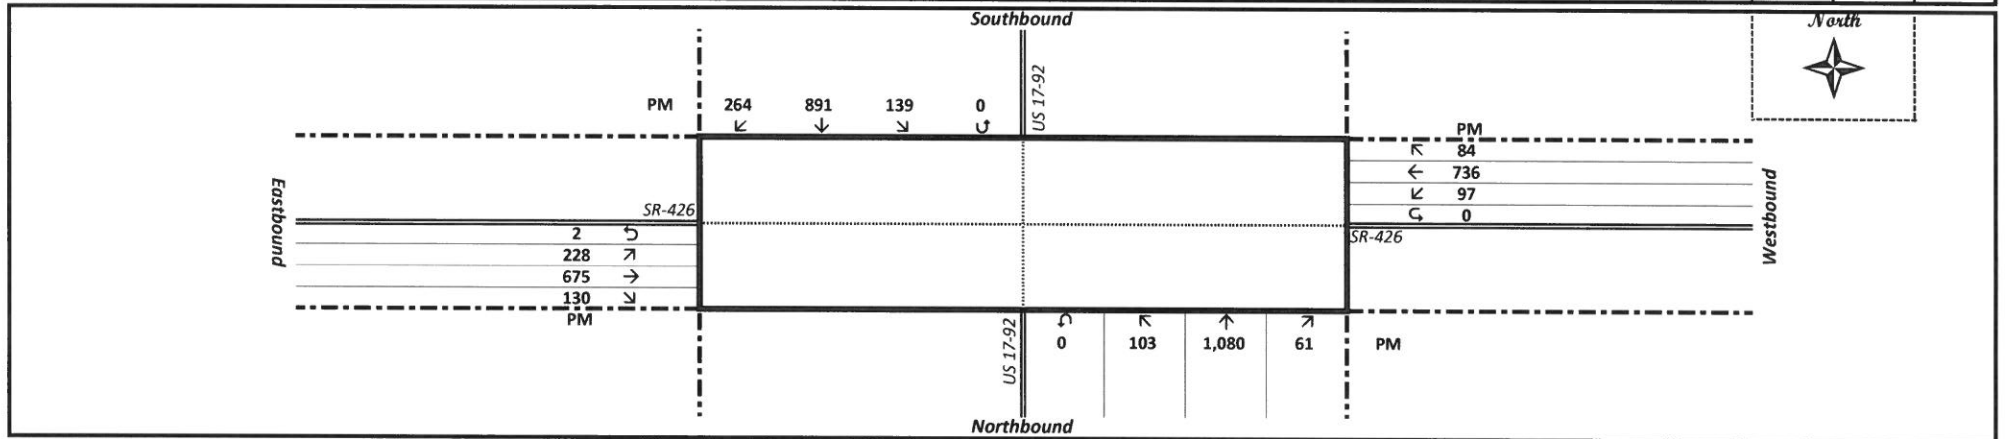 Southbound
North
US 17-92
PM 264 891 139 0
↙ ↓ ↘ ↺
PM
↖ 84
← 736
↙ 97
↪ 0
Eastbound
Westbound
SR-426
SR-426
2 ↩
228 ↗
675 →
130 ↘
PM
US 17-92
↶ ↖ ↑ ↗
0 103 1,080 61 PM
Northbound